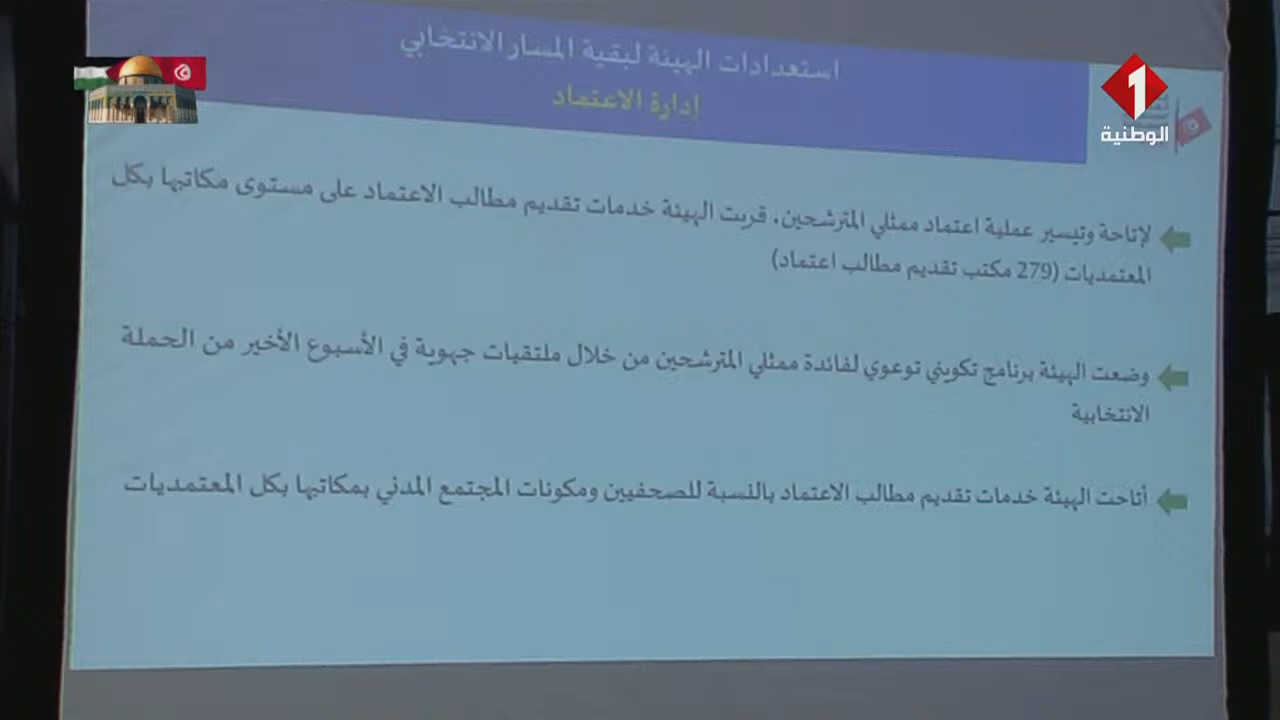 استعدادات الهيئة لبقية المسار الانتخابي
إدارة الاعتماد
1
الوطنية
لإتاحة وتيسير عملية اعتماد ممثلي المترشحين، قربت الهيئة خدمات تقديم مطالب الاعتماد على مستوى مكاتبها بكل
المعتمديات (279 مكتب تقديم مطالب اعتماد)
وضعت الهيئة برنامج تكويني توعوي لفائدة ممثلي المترشحين من خلال ملتقيات جهوية في الأسبوع الأخير من الحملة
الانتخابية
أتاحت الهيئة خدمات تقديم مطالب الاعتماد بالنسبة للصحفيين ومكونات المجتمع المدني بمكاتبها بكل المعتمديات